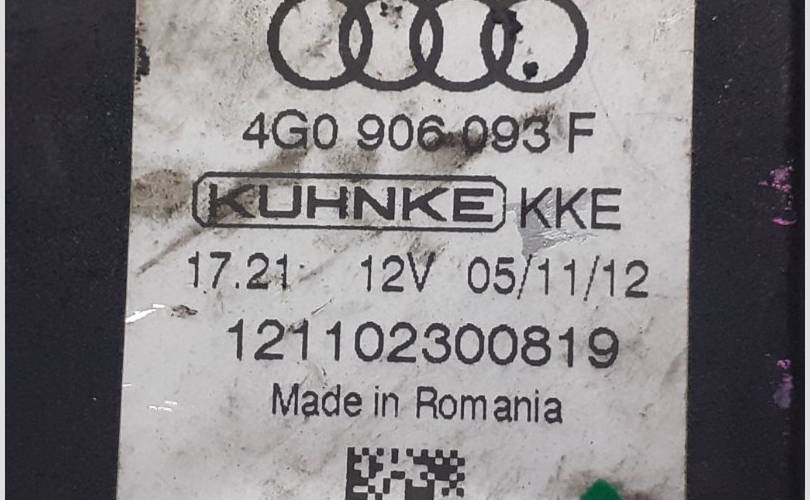 4G0 906 093 F
KUHNKE KKE
17.21 12V 05/11/12
121102300819
Made in Romania